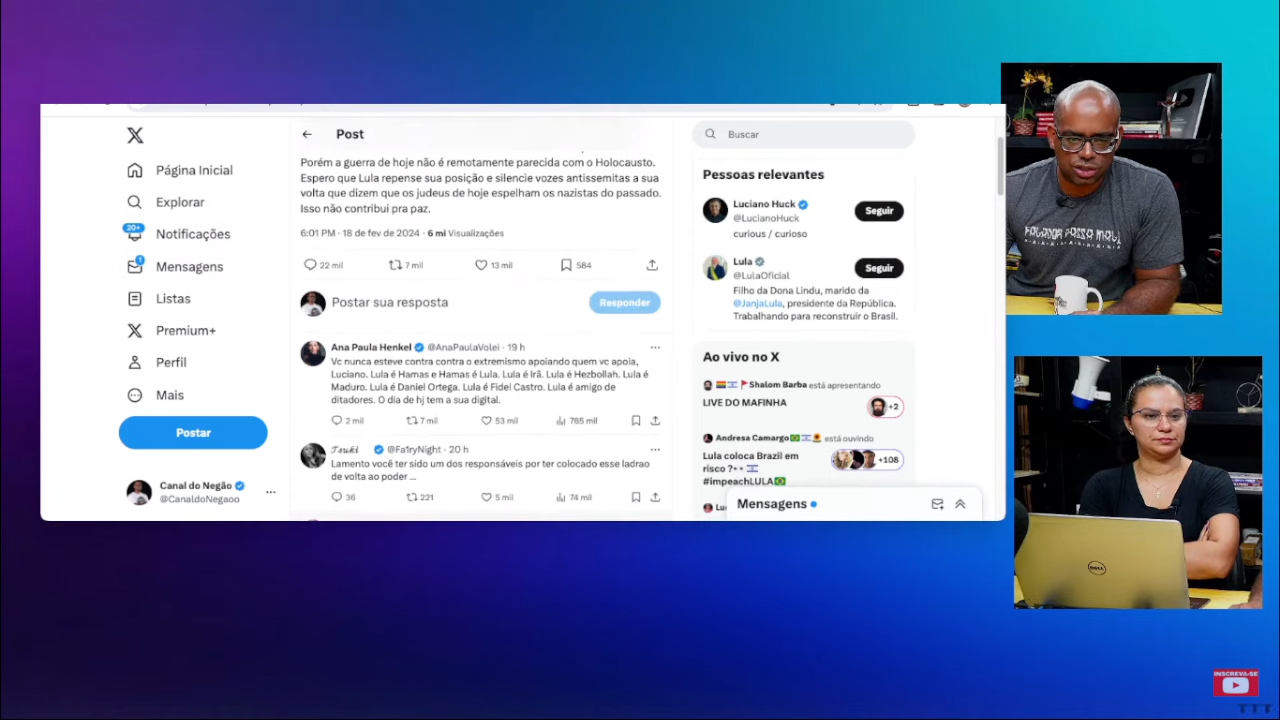 Página Inicial
Explorar
20+
Notificações
1
Mensagens
Listas
Premium+
Perfil
Mais
Postar
Canal do Negão
@CanaldoNegaoo
Post
Porém a guerra de hoje não é remotamente parecida com o Holocausto.
Espero que Lula repense sua posição e silencie vozes antissemitas a sua
volta que dizem que os judeus de hoje espelham os nazistas do passado.
Isso não contribui pra paz.
6:01 PM · 18 de fev de 2024 · 6 mi Visualizações
22 mil 7 mil 13 mil 584
Postar sua resposta
Responder
Ana Paula Henkel @AnaPaulaVolei · 19 h
Vc nunca esteve contra contra o extremismo apoiando quem vc apoia,
Luciano. Lula é Hamas e Hamas é Lula. Lula é Irã. Lula é Hezbollah. Lula é
Maduro. Lula é Daniel Ortega. Lula é Fidel Castro. Lula é amigo de
ditadores. O dia de hj tem a sua digital.
2 mil 7 mil 53 mil 765 mil
𝓣𝓼𝓾𝓴𝓲 @Fa1ryNight · 20 h
Lamento você ter sido um dos responsáveis por ter colocado esse ladrao
de volta ao poder ...
36 221 5 mil 74 mil
Buscar
Pessoas relevantes
Luciano Huck
@LucianoHuck
Seguir
curious / curioso
Lula
@LulaOficial
Seguir
Filho da Dona Lindu, marido da
@JanjaLula, presidente da República.
Trabalhando para reconstruir o Brasil.
Ao vivo no X
Shalom Barba está apresentando
LIVE DO MAFINHA
+2
Andresa Camargo está ouvindo
Lula coloca Brazil em
risco ?
#impeachLULA
+108
Mensagens
DELL
INSCREVA-SE